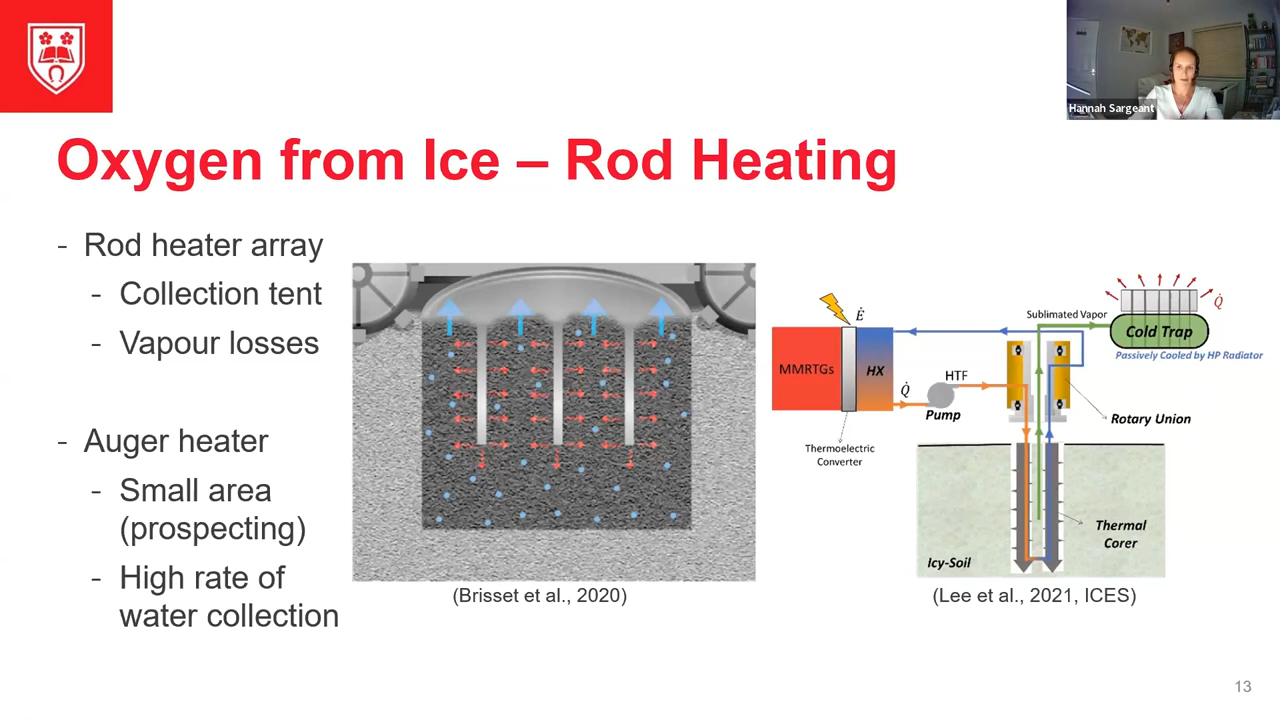 Hannah Sargeant
Oxygen from Ice – Rod Heating
- Rod heater array
- Collection tent
- Vapour losses
- Auger heater
- Small area
(prospecting)
- High rate of
water collection
(Brisset et al., 2020)
Ė
MMRTGs
HX
Q̇
HTF
Pump
Thermoelectric
Converter
Sublimated Vapor
Q̇
Cold Trap
Passively Cooled by HP Radiator
Rotary Union
Thermal
Corer
Icy-Soil
(Lee et al., 2021, ICES)
13